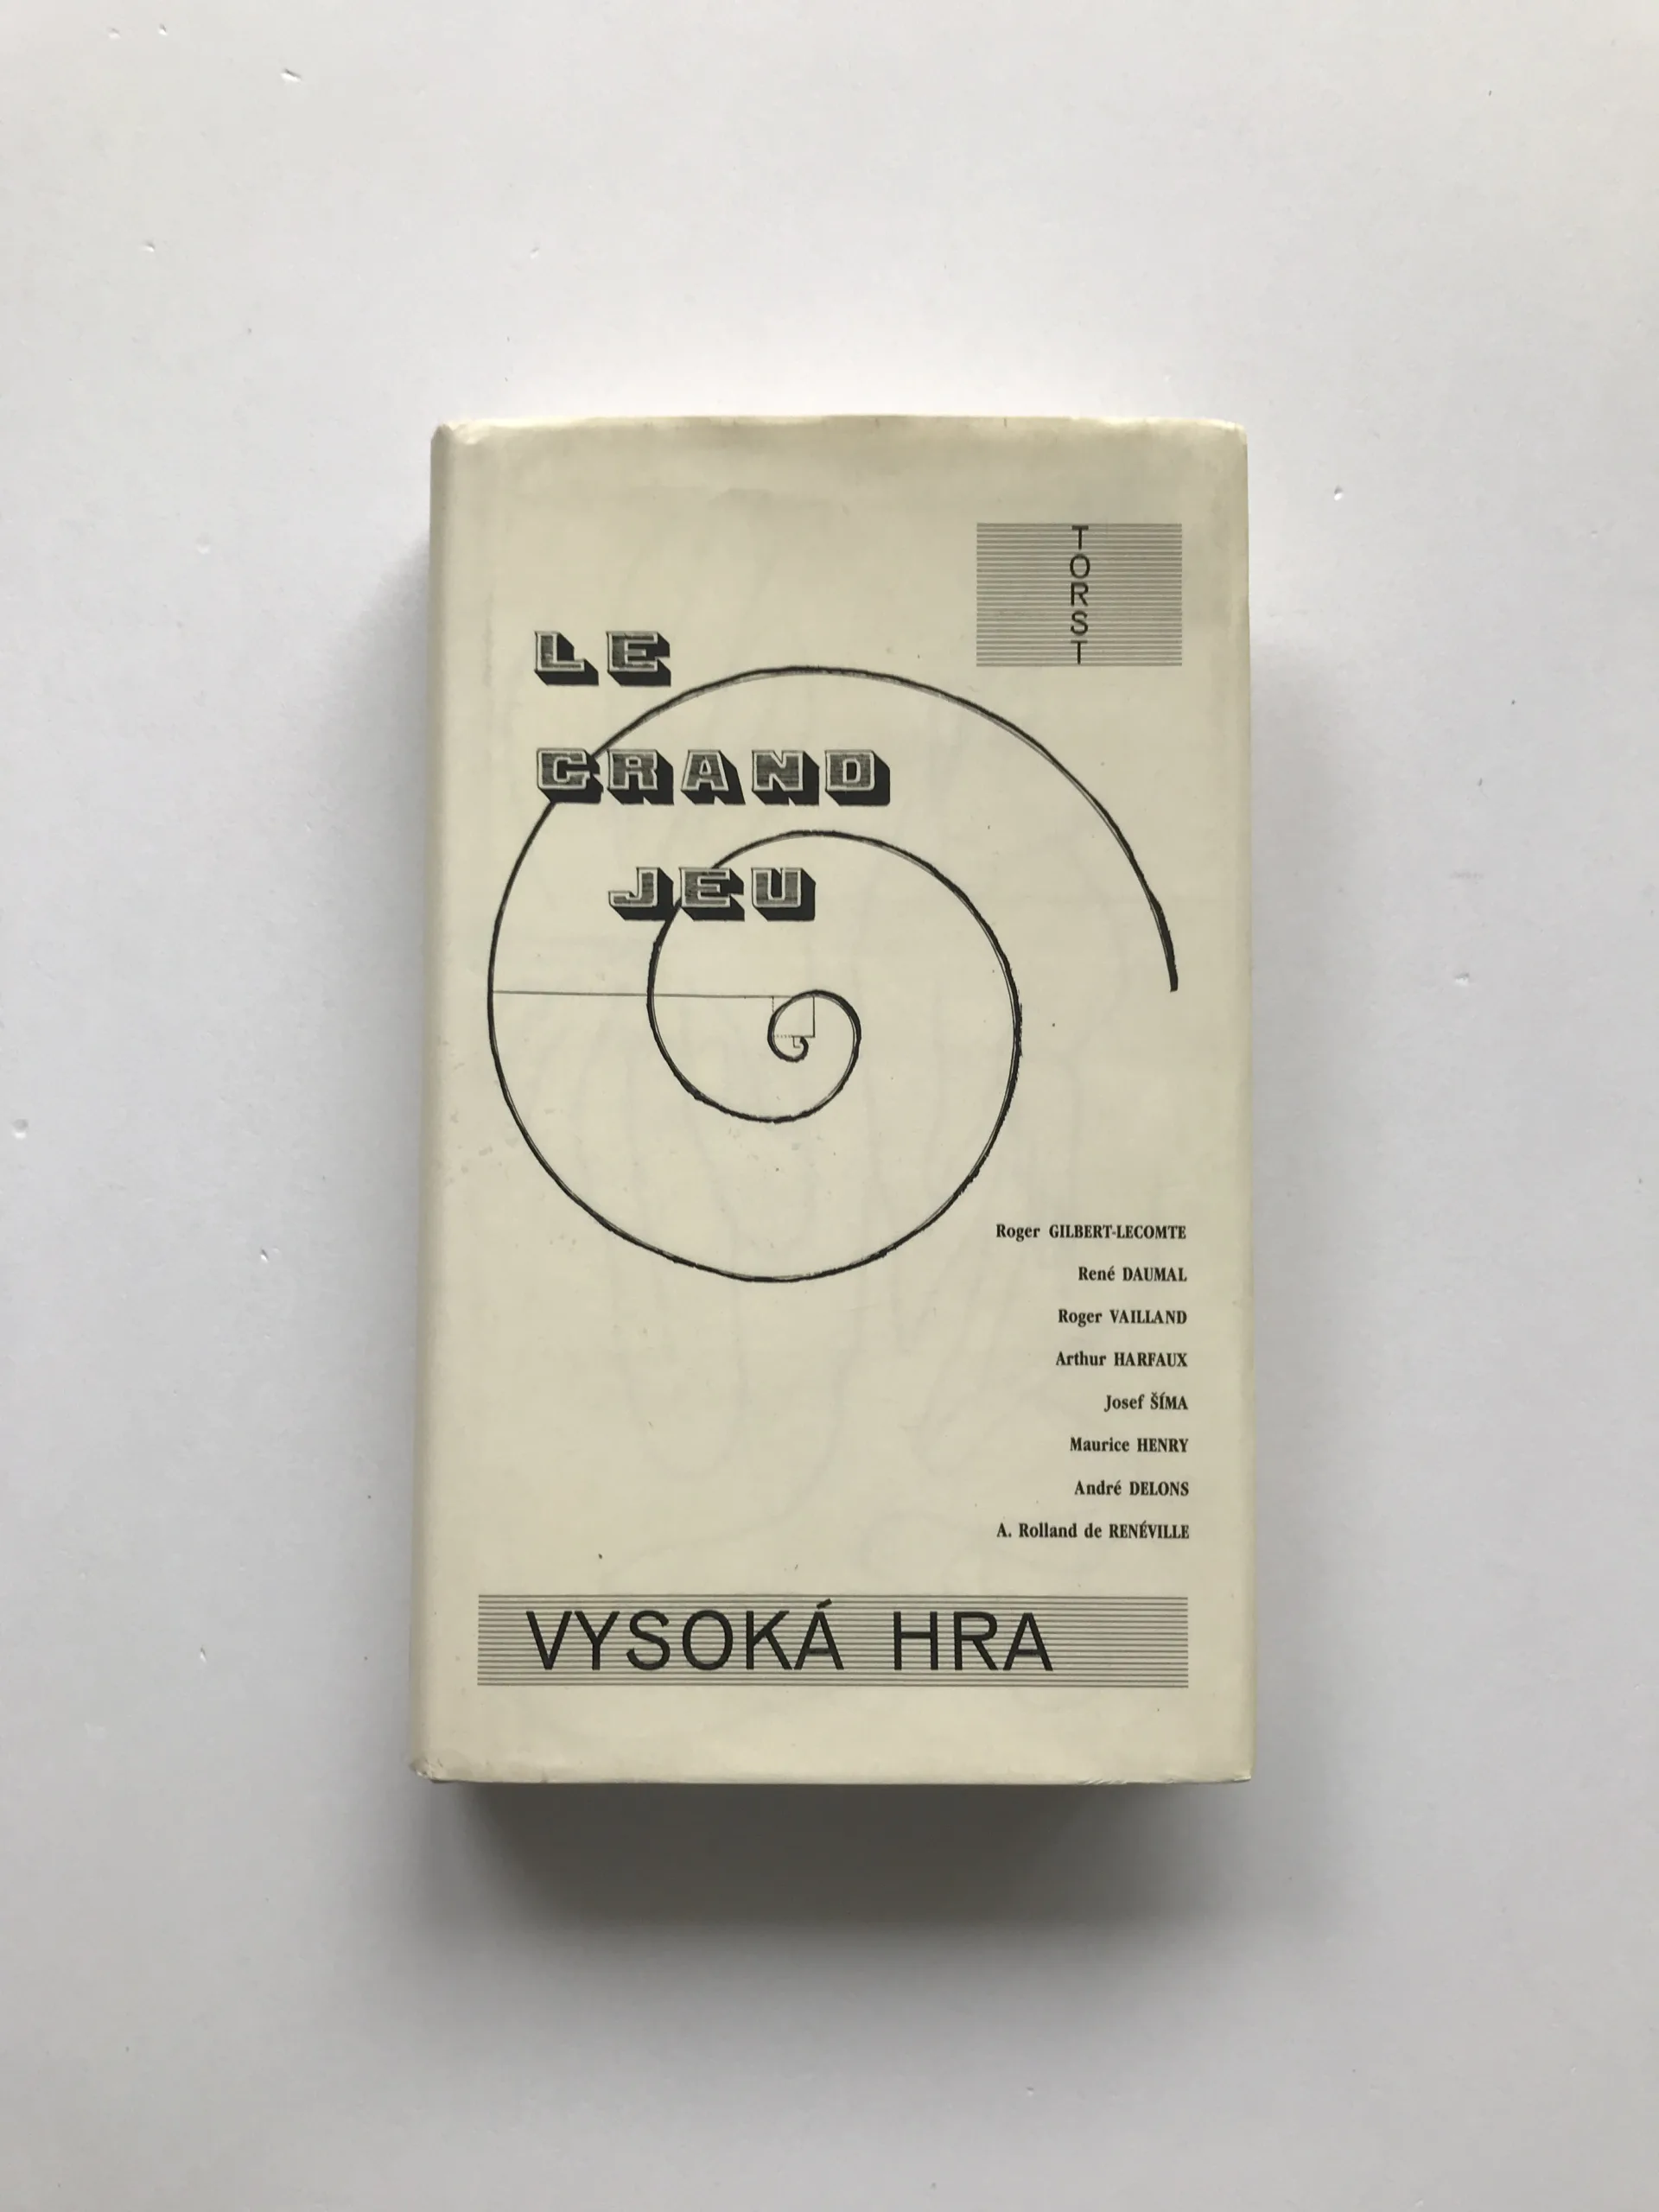 TORST
LE
GRAND
JEU
Roger GILBERT-LECOMTE
René DAUMAL
Roger VAILLAND
Arthur HARFAUX
Josef ŠÍMA
Maurice HENRY
André DELONS
A. Rolland de RENÉVILLE
VYSOKÁ HRA